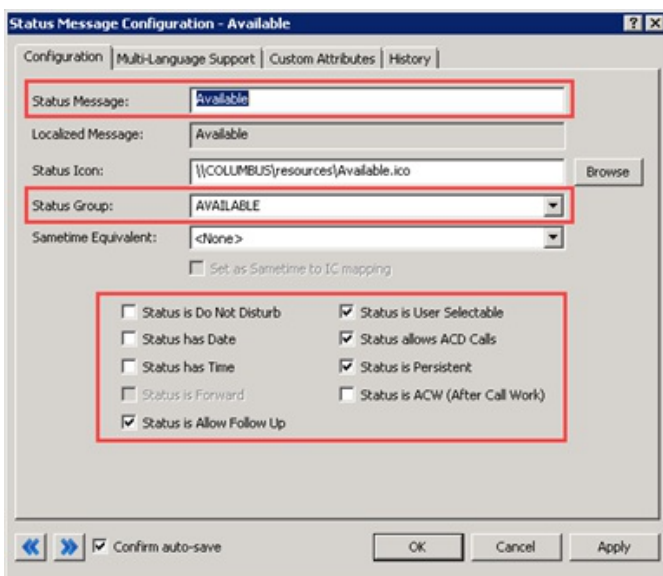 Status Message Configuration - Available
Configuration Multi-Language Support Custom Attributes History
Status Message: Available
Localized Message: Available
Status Icon: \\COLUMBUS\resources\Available.ico Browse
Status Group: AVAILABLE
Sametime Equivalent: <None>
Set as Sametime to IC mapping
Status is Do Not Disturb Status is User Selectable
Status has Date Status allows ACD Calls
Status has Time Status is Persistent
Status is Forward Status is ACW (After Call Work)
Status is Allow Follow Up
Confirm auto-save OK Cancel Apply